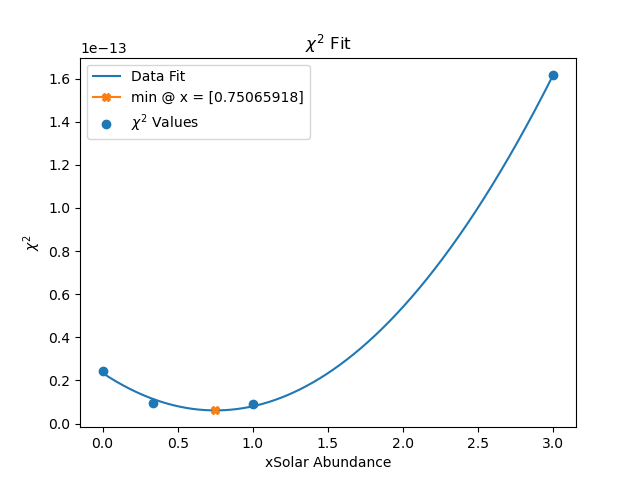 χ² Fit
1e−13
Data Fit
min @ x = [0.75065918]
χ² Values
1.6
1.4
1.2
1.0
0.8
0.6
0.4
0.2
0.0
χ²
0.0 0.5 1.0 1.5 2.0 2.5 3.0
xSolar Abundance